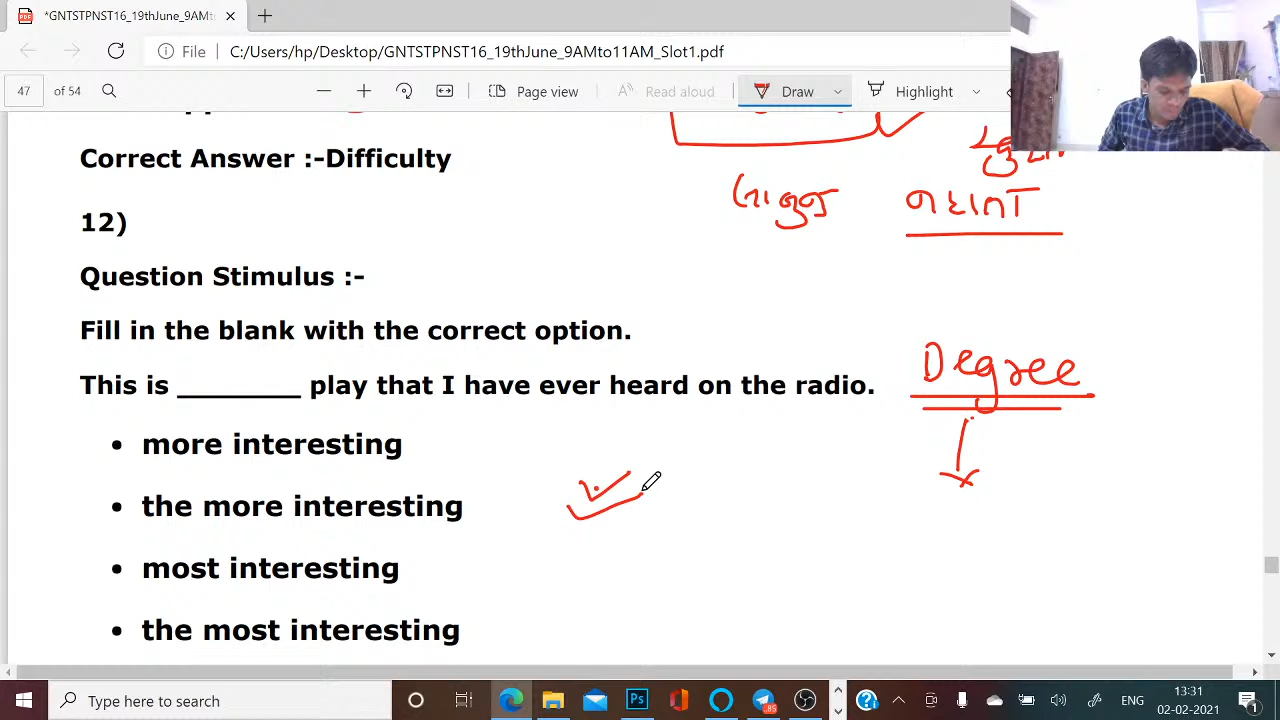 *GNTSTPNST16_19thJune_9AMto
File C:/Users/hp/Desktop/GNTSTPNST16_19thJune_9AMto11AM_Slot1.pdf
47 of 54 Page view Read aloud Draw Highlight
Correct Answer :-Difficulty
12)
Question Stimulus :-
Fill in the blank with the correct option.
This is ________ play that I have ever heard on the radio.
Degree
• more interesting
• the more interesting
• most interesting
• the most interesting
Type here to search
ENG
13:31
02-02-2021